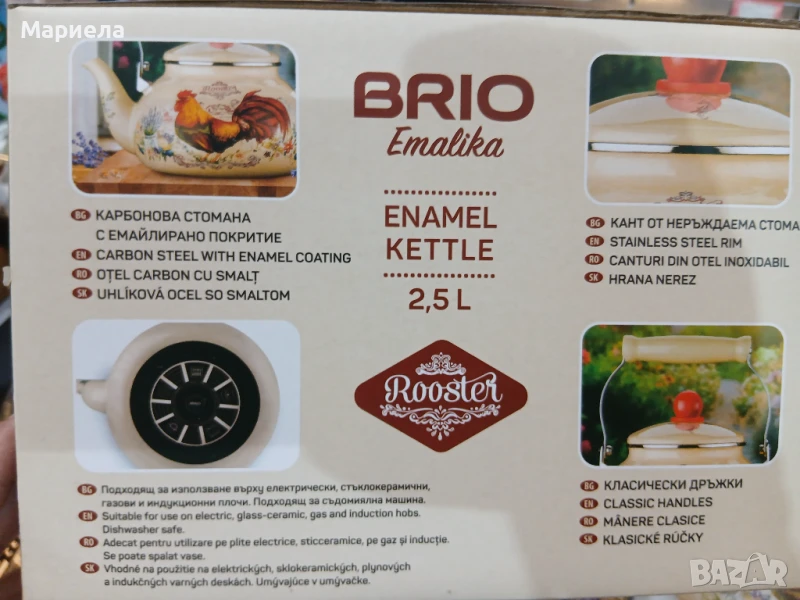 Мариела
BRIO
Emalika
ENAMEL
KETTLE
2,5 L
Rooster
BG КАРБОНОВА СТОМАНА
С ЕМАЙЛИРАНО ПОКРИТИЕ
EN CARBON STEEL WITH ENAMEL COATING
RO OȚEL CARBON CU SMALȚ
SK UHLÍKOVÁ OCEL SO SMALTOM
BG КАНТ ОТ НЕРЪЖДАЕМА СТОМА
EN STAINLESS STEEL RIM
RO CANTURI DIN OTEL INOXIDABIL
SK HRANA NEREZ
BG Подходящ за използване върху електрически, стъклокерамични,
газови и индукционни плочи. Подходящ за съдомиялна машина.
EN Suitable for use on electric, glass-ceramic, gas and induction hobs.
Dishwasher safe.
RO Adecat pentru utilizare pe plite electrice, sticceramice, pe gaz și inducție.
Se poate spalat vase.
SK Vhodné na použitie na elektrických, sklokeramických, plynových
a indukčných varných deskách. Umývajúce v umývačke.
BG КЛАСИЧЕСКИ ДРЪЖКИ
EN CLASSIC HANDLES
RO MÂNERE CLASICE
SK KLASICKÉ RÚČKY
BAZAR